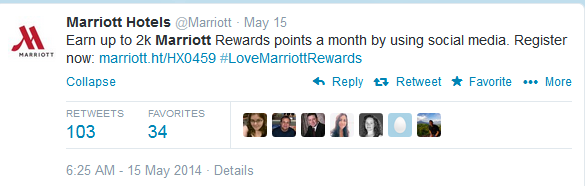 Marriott Hotels @Marriott · May 15
Earn up to 2k Marriott Rewards points a month by using social media. Register
now: marriott.ht/HX0459 #LoveMarriottRewards
Collapse Reply Retweet Favorite More
RETWEETS FAVORITES
103 34
6:25 AM - 15 May 2014 · Details
MARRIOTT